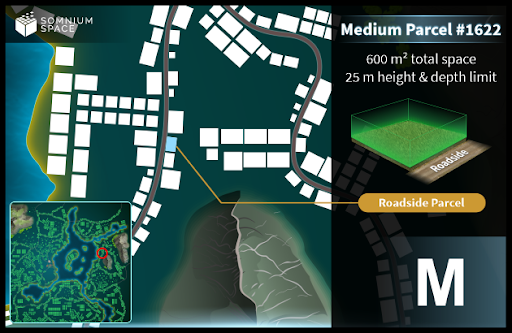 SOMNIUM
SPACE
Medium Parcel #1622
600 m² total space
25 m height & depth limit
Roadside
Roadside Parcel
M